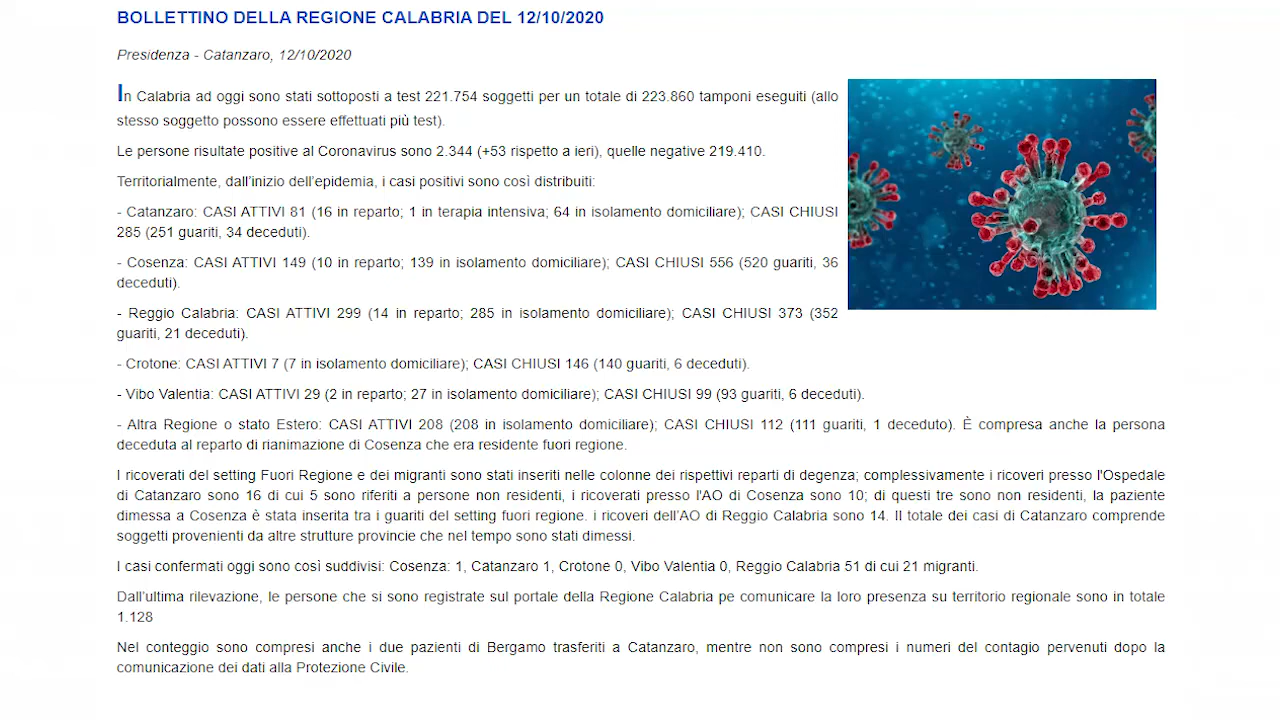 BOLLETTINO DELLA REGIONE CALABRIA DEL 12/10/2020
Presidenza - Catanzaro, 12/10/2020
In Calabria ad oggi sono stati sottoposti a test 221.754 soggetti per un totale di 223.860 tamponi eseguiti (allo
stesso soggetto possono essere effettuati più test).
Le persone risultate positive al Coronavirus sono 2.344 (+53 rispetto a ieri), quelle negative 219.410.
Territorialmente, dall'inizio dell'epidemia, i casi positivi sono così distribuiti:
- Catanzaro: CASI ATTIVI 81 (16 in reparto; 1 in terapia intensiva; 64 in isolamento domiciliare); CASI CHIUSI
285 (251 guariti, 34 deceduti).
- Cosenza: CASI ATTIVI 149 (10 in reparto; 139 in isolamento domiciliare); CASI CHIUSI 556 (520 guariti, 36
deceduti).
- Reggio Calabria: CASI ATTIVI 299 (14 in reparto; 285 in isolamento domiciliare); CASI CHIUSI 373 (352
guariti, 21 deceduti).
- Crotone: CASI ATTIVI 7 (7 in isolamento domiciliare); CASI CHIUSI 146 (140 guariti, 6 deceduti).
- Vibo Valentia: CASI ATTIVI 29 (2 in reparto; 27 in isolamento domiciliare); CASI CHIUSI 99 (93 guariti, 6 deceduti).
- Altra Regione o stato Estero: CASI ATTIVI 208 (208 in isolamento domiciliare); CASI CHIUSI 112 (111 guariti, 1 deceduto). È compresa anche la persona
deceduta al reparto di rianimazione di Cosenza che era residente fuori regione.
I ricoverati del setting Fuori Regione e dei migranti sono stati inseriti nelle colonne dei rispettivi reparti di degenza; complessivamente i ricoveri presso l'Ospedale
di Catanzaro sono 16 di cui 5 sono riferiti a persone non residenti, i ricoverati presso l'AO di Cosenza sono 10; di questi tre sono non residenti, la paziente
dimessa a Cosenza è stata inserita tra i guariti del setting fuori regione. i ricoveri dell'AO di Reggio Calabria sono 14. Il totale dei casi di Catanzaro comprende
soggetti provenienti da altre strutture provincie che nel tempo sono stati dimessi.
I casi confermati oggi sono così suddivisi: Cosenza: 1, Catanzaro 1, Crotone 0, Vibo Valentia 0, Reggio Calabria 51 di cui 21 migranti.
Dall'ultima rilevazione, le persone che si sono registrate sul portale della Regione Calabria pe comunicare la loro presenza su territorio regionale sono in totale
1.128
Nel conteggio sono compresi anche i due pazienti di Bergamo trasferiti a Catanzaro, mentre non sono compresi i numeri del contagio pervenuti dopo la
comunicazione dei dati alla Protezione Civile.